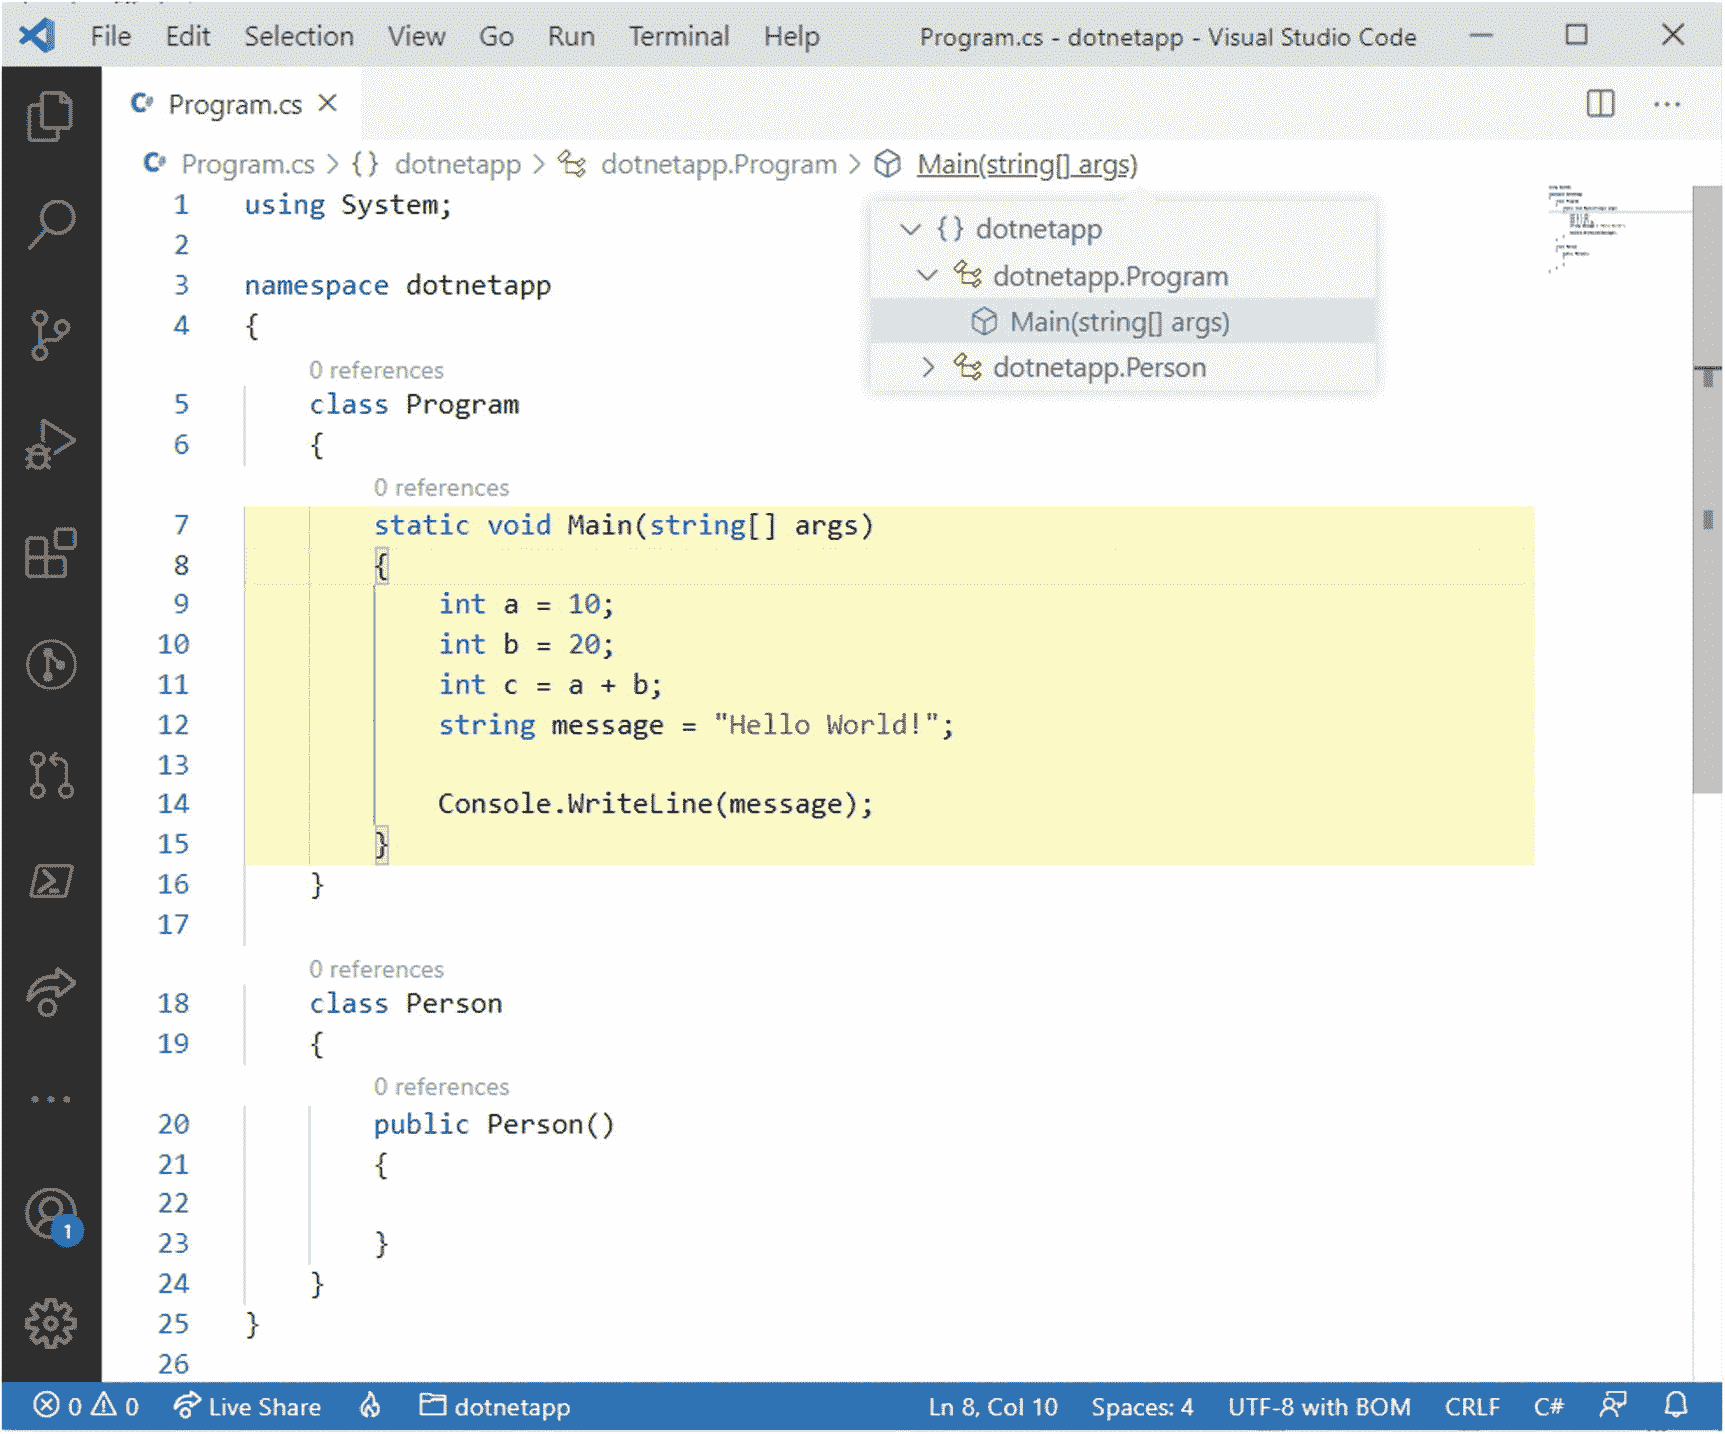 File Edit Selection View Go Run Terminal Help Program.cs - dotnetapp - Visual Studio Code
Program.cs
Program.cs > {} dotnetapp > dotnetapp.Program > Main(string[] args)
{} dotnetapp
dotnetapp.Program
Main(string[] args)
dotnetapp.Person
1 using System;
2
3 namespace dotnetapp
4 {
0 references
5 class Program
6 {
0 references
7 static void Main(string[] args)
8 {
9 int a = 10;
10 int b = 20;
11 int c = a + b;
12 string message = "Hello World!";
13
14 Console.WriteLine(message);
15 }
16 }
17
0 references
18 class Person
19 {
0 references
20 public Person()
21 {
22
23 }
24 }
25 }
26
1
0 0 Live Share dotnetapp Ln 8, Col 10 Spaces: 4 UTF-8 with BOM CRLF C#